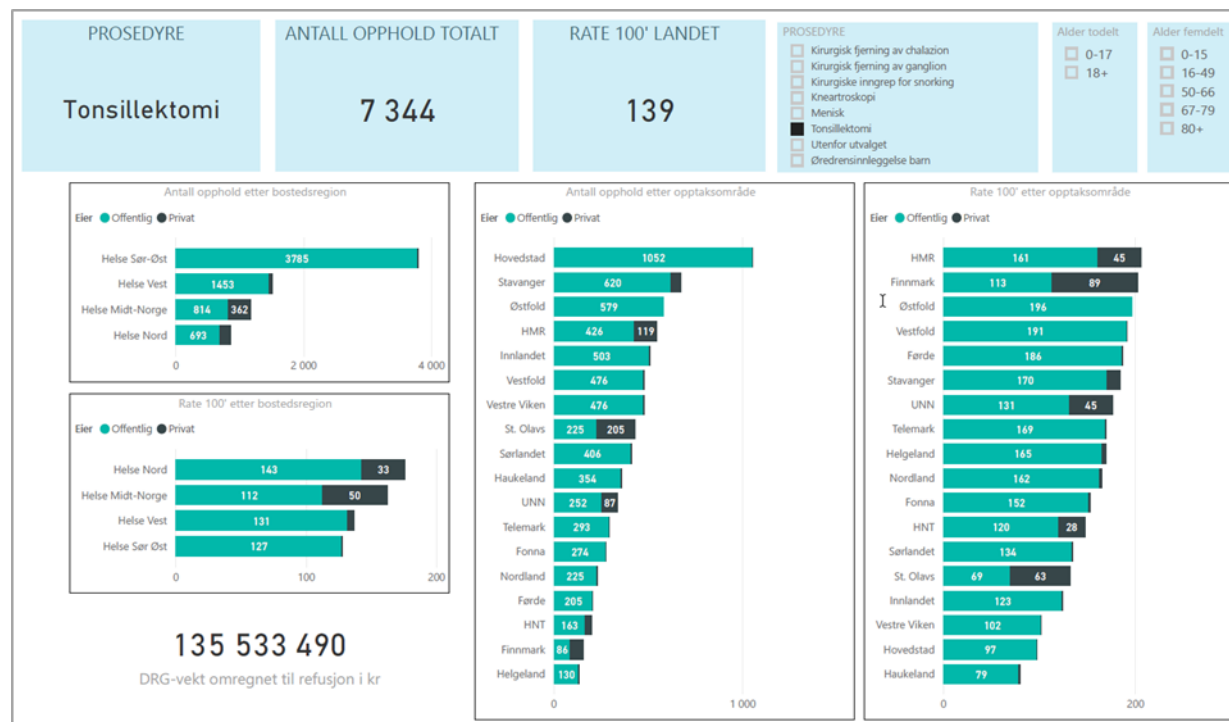 PROSEDYRE
Tonsillektomi
ANTALL OPPHOLD TOTALT
7 344
RATE 100' LANDET
139
PROSEDYRE
Kirurgisk fjerning av chalazion
Kirurgisk fjerning av ganglion
Kirurgiske inngrep for snorking
Kneartroskopi
Menisk
Tonsillektomi
Utenfor utvalget
Øredrensinnleggelse barn
Alder todelt
0-17
18+
Alder femdelt
0-15
16-49
50-66
67-79
80+
Antall opphold etter bostedsregion
Eier Offentlig Privat
Helse Sør-Øst 3785
Helse Vest 1453
Helse Midt-Norge 814 362
Helse Nord 693
0 2 000 4 000
Rate 100' etter bostedsregion
Eier Offentlig Privat
Helse Nord 143 33
Helse Midt-Norge 112 50
Helse Vest 131
Helse Sør Øst 127
0 100 200
135 533 490
DRG-vekt omregnet til refusjon i kr
Antall opphold etter opptaksområde
Eier Offentlig Privat
Hovedstad 1052
Stavanger 620
Østfold 579
HMR 426 119
Innlandet 503
Vestfold 476
Vestre Viken 476
St. Olavs 225 205
Sørlandet 406
Haukeland 354
UNN 252 87
Telemark 293
Fonna 274
Nordland 225
Førde 205
HNT 163
Finnmark 86
Helgeland 130
0 1 000
Rate 100' etter opptaksområde
Eier Offentlig Privat
HMR 161 45
Finnmark 113 89
Østfold 196
Vestfold 191
Førde 186
Stavanger 170
UNN 131 45
Telemark 169
Helgeland 165
Nordland 162
Fonna 152
HNT 120 28
Sørlandet 134
St. Olavs 69 63
Innlandet 123
Vestre Viken 102
Hovedstad 97
Haukeland 79
0 200